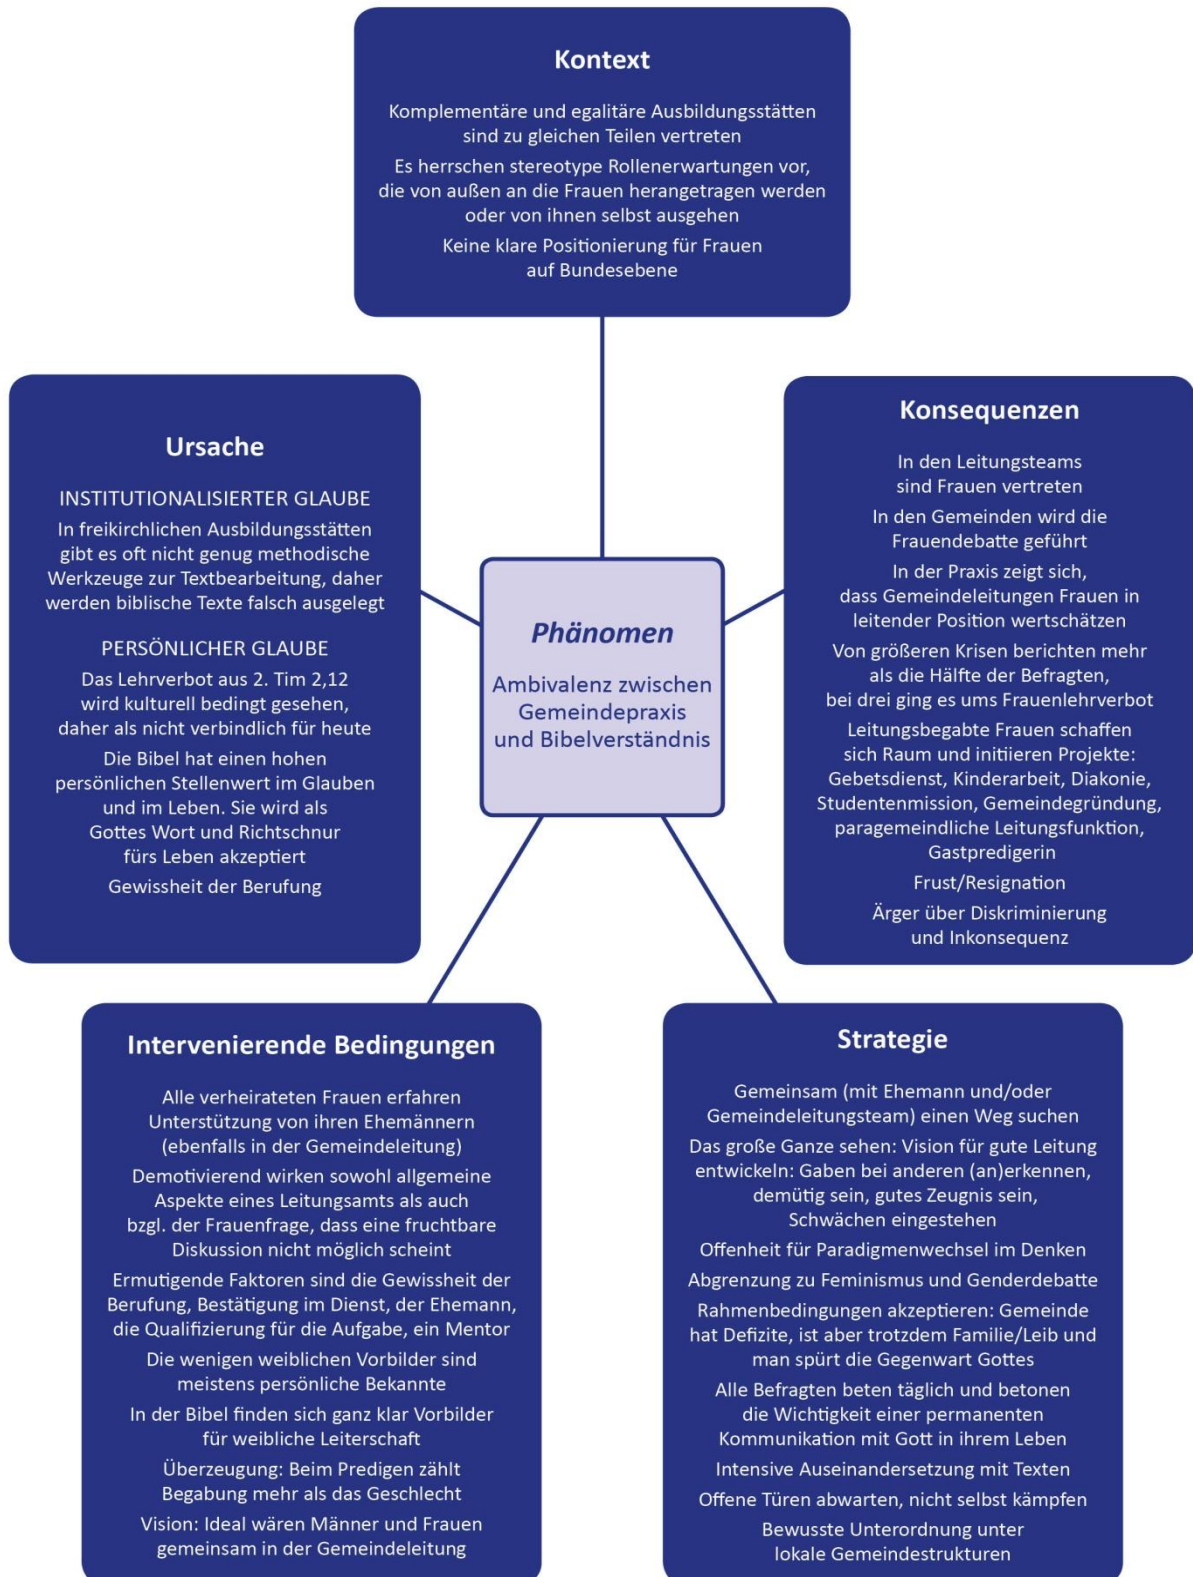 Kontext
Komplementäre und egalitäre Ausbildungsstätten
sind zu gleichen Teilen vertreten
Es herrschen stereotype Rollenerwartungen vor,
die von außen an die Frauen herangetragen werden
oder von ihnen selbst ausgehen
Keine klare Positionierung für Frauen
auf Bundesebene
Ursache
INSTITUTIONALISIERTER GLAUBE
In freikirchlichen Ausbildungsstätten
gibt es oft nicht genug methodische
Werkzeuge zur Textbearbeitung, daher
werden biblische Texte falsch ausgelegt
PERSÖNLICHER GLAUBE
Das Lehrverbot aus 2. Tim 2,12
wird kulturell bedingt gesehen,
daher als nicht verbindlich für heute
Die Bibel hat einen hohen
persönlichen Stellenwert im Glauben
und im Leben. Sie wird als
Gottes Wort und Richtschnur
fürs Leben akzeptiert
Gewissheit der Berufung
Phänomen
Ambivalenz zwischen
Gemeindepraxis
und Bibelverständnis
Konsequenzen
In den Leitungsteams
sind Frauen vertreten
In den Gemeinden wird die
Frauendebatte geführt
In der Praxis zeigt sich,
dass Gemeindeleitungen Frauen in
leitender Position wertschätzen
Von größeren Krisen berichten mehr
als die Hälfte der Befragten,
bei drei ging es ums Frauenlehrverbot
Leitungsbegabte Frauen schaffen
sich Raum und initiieren Projekte:
Gebetsdienst, Kinderarbeit, Diakonie,
Studentenmission, Gemeindegründung,
paragemeindliche Leitungsfunktion,
Gastpredigerin
Frust/Resignation
Ärger über Diskriminierung
und Inkonsequenz
Intervenierende Bedingungen
Alle verheirateten Frauen erfahren
Unterstützung von ihren Ehemännern
(ebenfalls in der Gemeindeleitung)
Demotivierend wirken sowohl allgemeine
Aspekte eines Leitungsamts als auch
bzgl. der Frauenfrage, dass eine fruchtbare
Diskussion nicht möglich scheint
Ermutigende Faktoren sind die Gewissheit der
Berufung, Bestätigung im Dienst, der Ehemann,
die Qualifizierung für die Aufgabe, ein Mentor
Die wenigen weiblichen Vorbilder sind
meistens persönliche Bekannte
In der Bibel finden sich ganz klar Vorbilder
für weibliche Leiterschaft
Überzeugung: Beim Predigen zählt
Begabung mehr als das Geschlecht
Vision: Ideal wären Männer und Frauen
gemeinsam in der Gemeindeleitung
Strategie
Gemeinsam (mit Ehemann und/oder
Gemeindeleitungsteam) einen Weg suchen
Das große Ganze sehen: Vision für gute Leitung
entwickeln: Gaben bei anderen (an)erkennen,
demütig sein, gutes Zeugnis sein,
Schwächen eingestehen
Offenheit für Paradigmenwechsel im Denken
Abgrenzung zu Feminismus und Genderdebatte
Rahmenbedingungen akzeptieren: Gemeinde
hat Defizite, ist aber trotzdem Familie/Leib und
man spürt die Gegenwart Gottes
Alle Befragten beten täglich und betonen
die Wichtigkeit einer permanenten
Kommunikation mit Gott in ihrem Leben
Intensive Auseinandersetzung mit Texten
Offene Türen abwarten, nicht selbst kämpfen
Bewusste Unterordnung unter
lokale Gemeindestrukturen